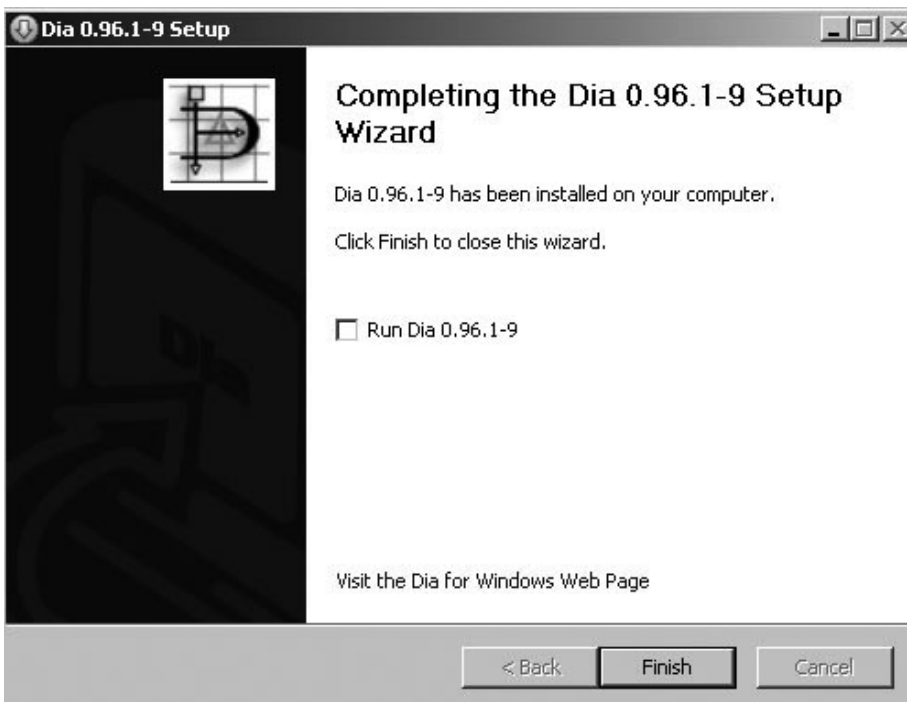 Dia 0.96.1-9 Setup
Completing the Dia 0.96.1-9 Setup
Wizard
Dia 0.96.1-9 has been installed on your computer.
Click Finish to close this wizard.
Run Dia 0.96.1-9
Dia
Visit the Dia for Windows Web Page
< Back
Finish
Cancel